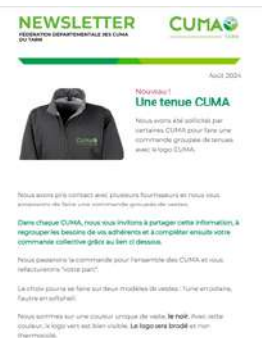 NEWSLETTER
FÉDÉRATION DÉPARTEMENTALE DES CUMA
DU TARN
CUMA
TARN
Août 2024
Nouveau !
Une tenue CUMA
Nous avons été sollicités par
certaines CUMA pour faire une
commande groupée de tenues
avec le logo CUMA.
Nous avons pris contact avec plusieurs fournisseurs et nous vous
proposons de faire une commande groupée de vestes.
Dans chaque CUMA, nous vous invitons à partager cette information, à
regrouper les besoins de vos adhérents et à compléter ensuite votre
commande collective grâce au lien ci dessous.
Nous passerons la commande pour l'ensemble des CUMA et vous
refacturerons "votre part".
Le choix pourra se faire sur deux modèles de vestes : l'une en polaire,
l'autre en softshell.
Nous sommes sur une couleur unique de veste, le noir. Avec cette
couleur, le logo vert est bien visible. Le logo sera brodé et non
thermocollé.